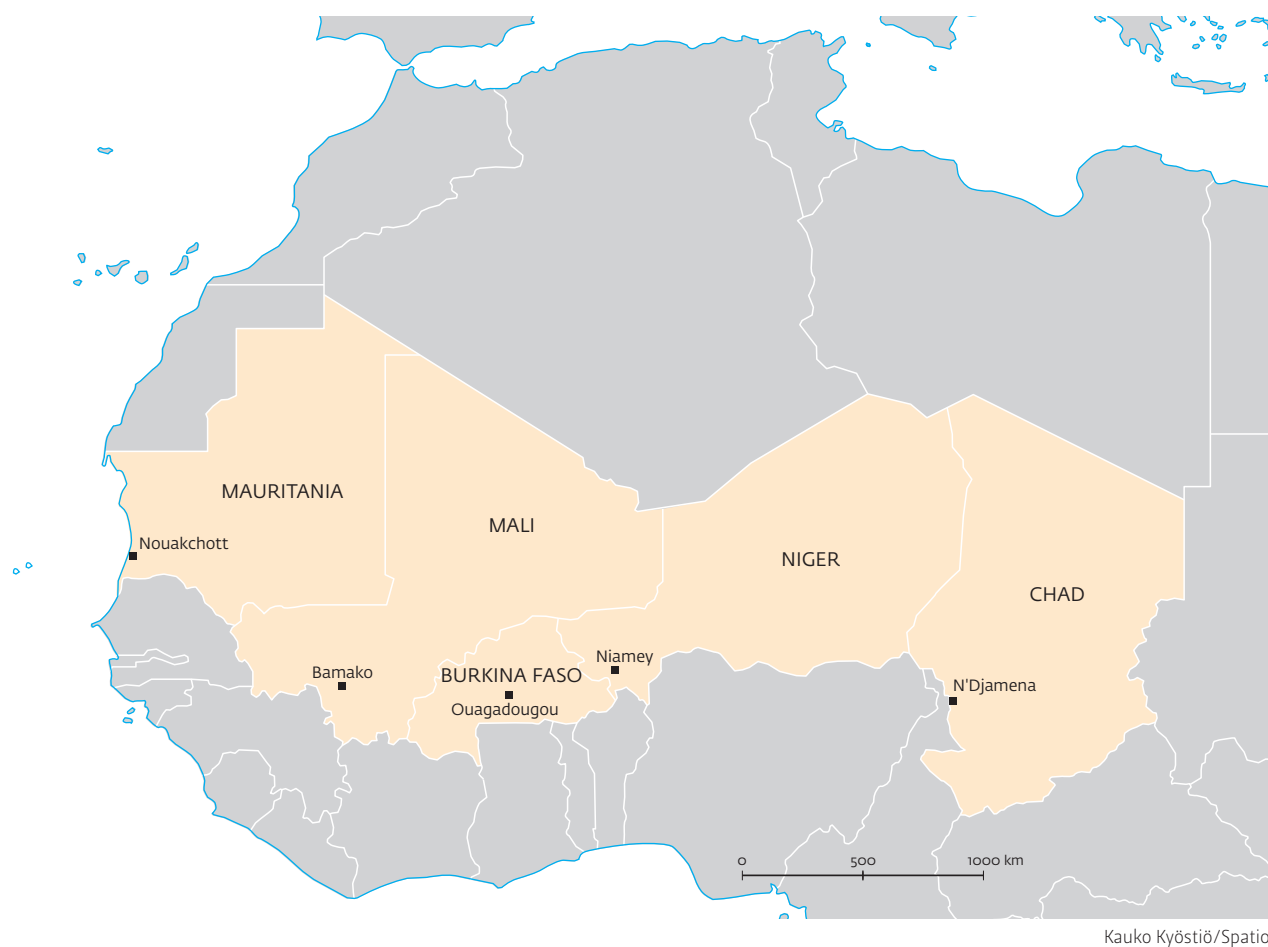 MAURITANIA
Nouakchott
MALI
NIGER
CHAD
Bamako
BURKINA FASO
Ouagadougou
Niamey
N'Djamena
0 500 1000 km
Kauko Kyöstiö/Spatio